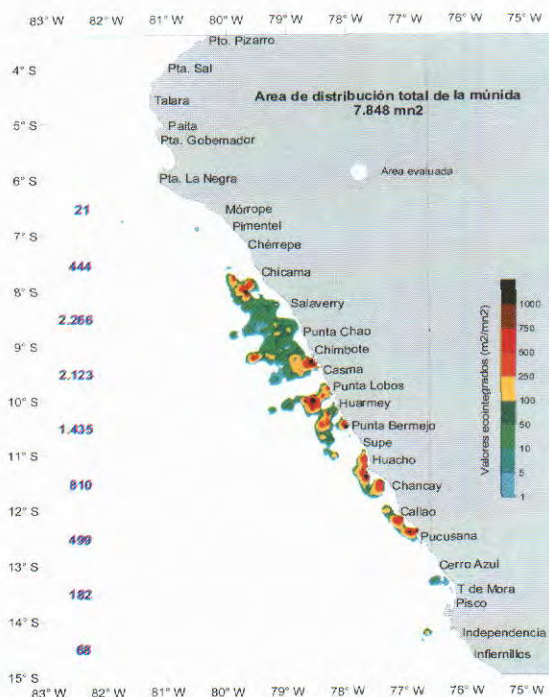 83° W 82° W 81° W 80° W 79° W 78° W 77° W 76° W
Pto. Pizarro
4° S
Pta. Sal
Area de distribución total de la múnida
7.848 mn2
Talara
5° S
Paita
Pta. Gobernador
Area evaluada
6° S
Pta. La Negra
21
Mórrope
Pimentel
7° S
Chérrepe
444
Chicama
8° S
Salaverry
2.266
Punta Chao
9° S
Chimbote
2.123
Casma
Punta Lobos
10° S
Huarmey
1.435
Punta Bermejo
Supe
11° S
Huacho
810
Chancay
12° S
Callao
499
Pucusana
13° S
Cerro Azul
182
T de Mora
Pisco
14° S
Independencia
68
Infiernillos
15° S
83° W 82° W 81° W 80° W 79° W 78° W 77° W 76° W 75° W
Valores ecointegrados (m2/mn2)
1000
750
500
250
100
50
10
5
1